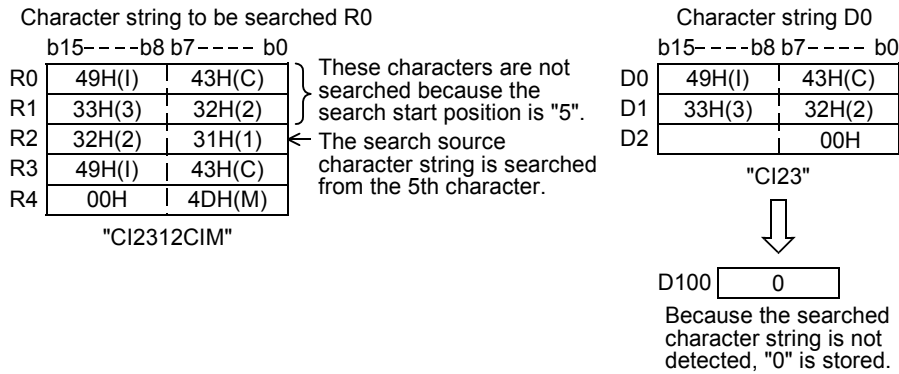 Character string to be searched R0
b15----b8 b7---- b0
R0 49H(I) 43H(C)
R1 33H(3) 32H(2)
R2 32H(2) 31H(1)
R3 49H(I) 43H(C)
R4 00H 4DH(M)
"CI2312CIM"
These characters are not
searched because the
search start position is "5".
The search source
character string is searched
from the 5th character.
Character string D0
b15----b8 b7---- b0
D0 49H(I) 43H(C)
D1 33H(3) 32H(2)
D2 00H
"CI23"
D100 0
Because the searched
character string is not
detected, "0" is stored.